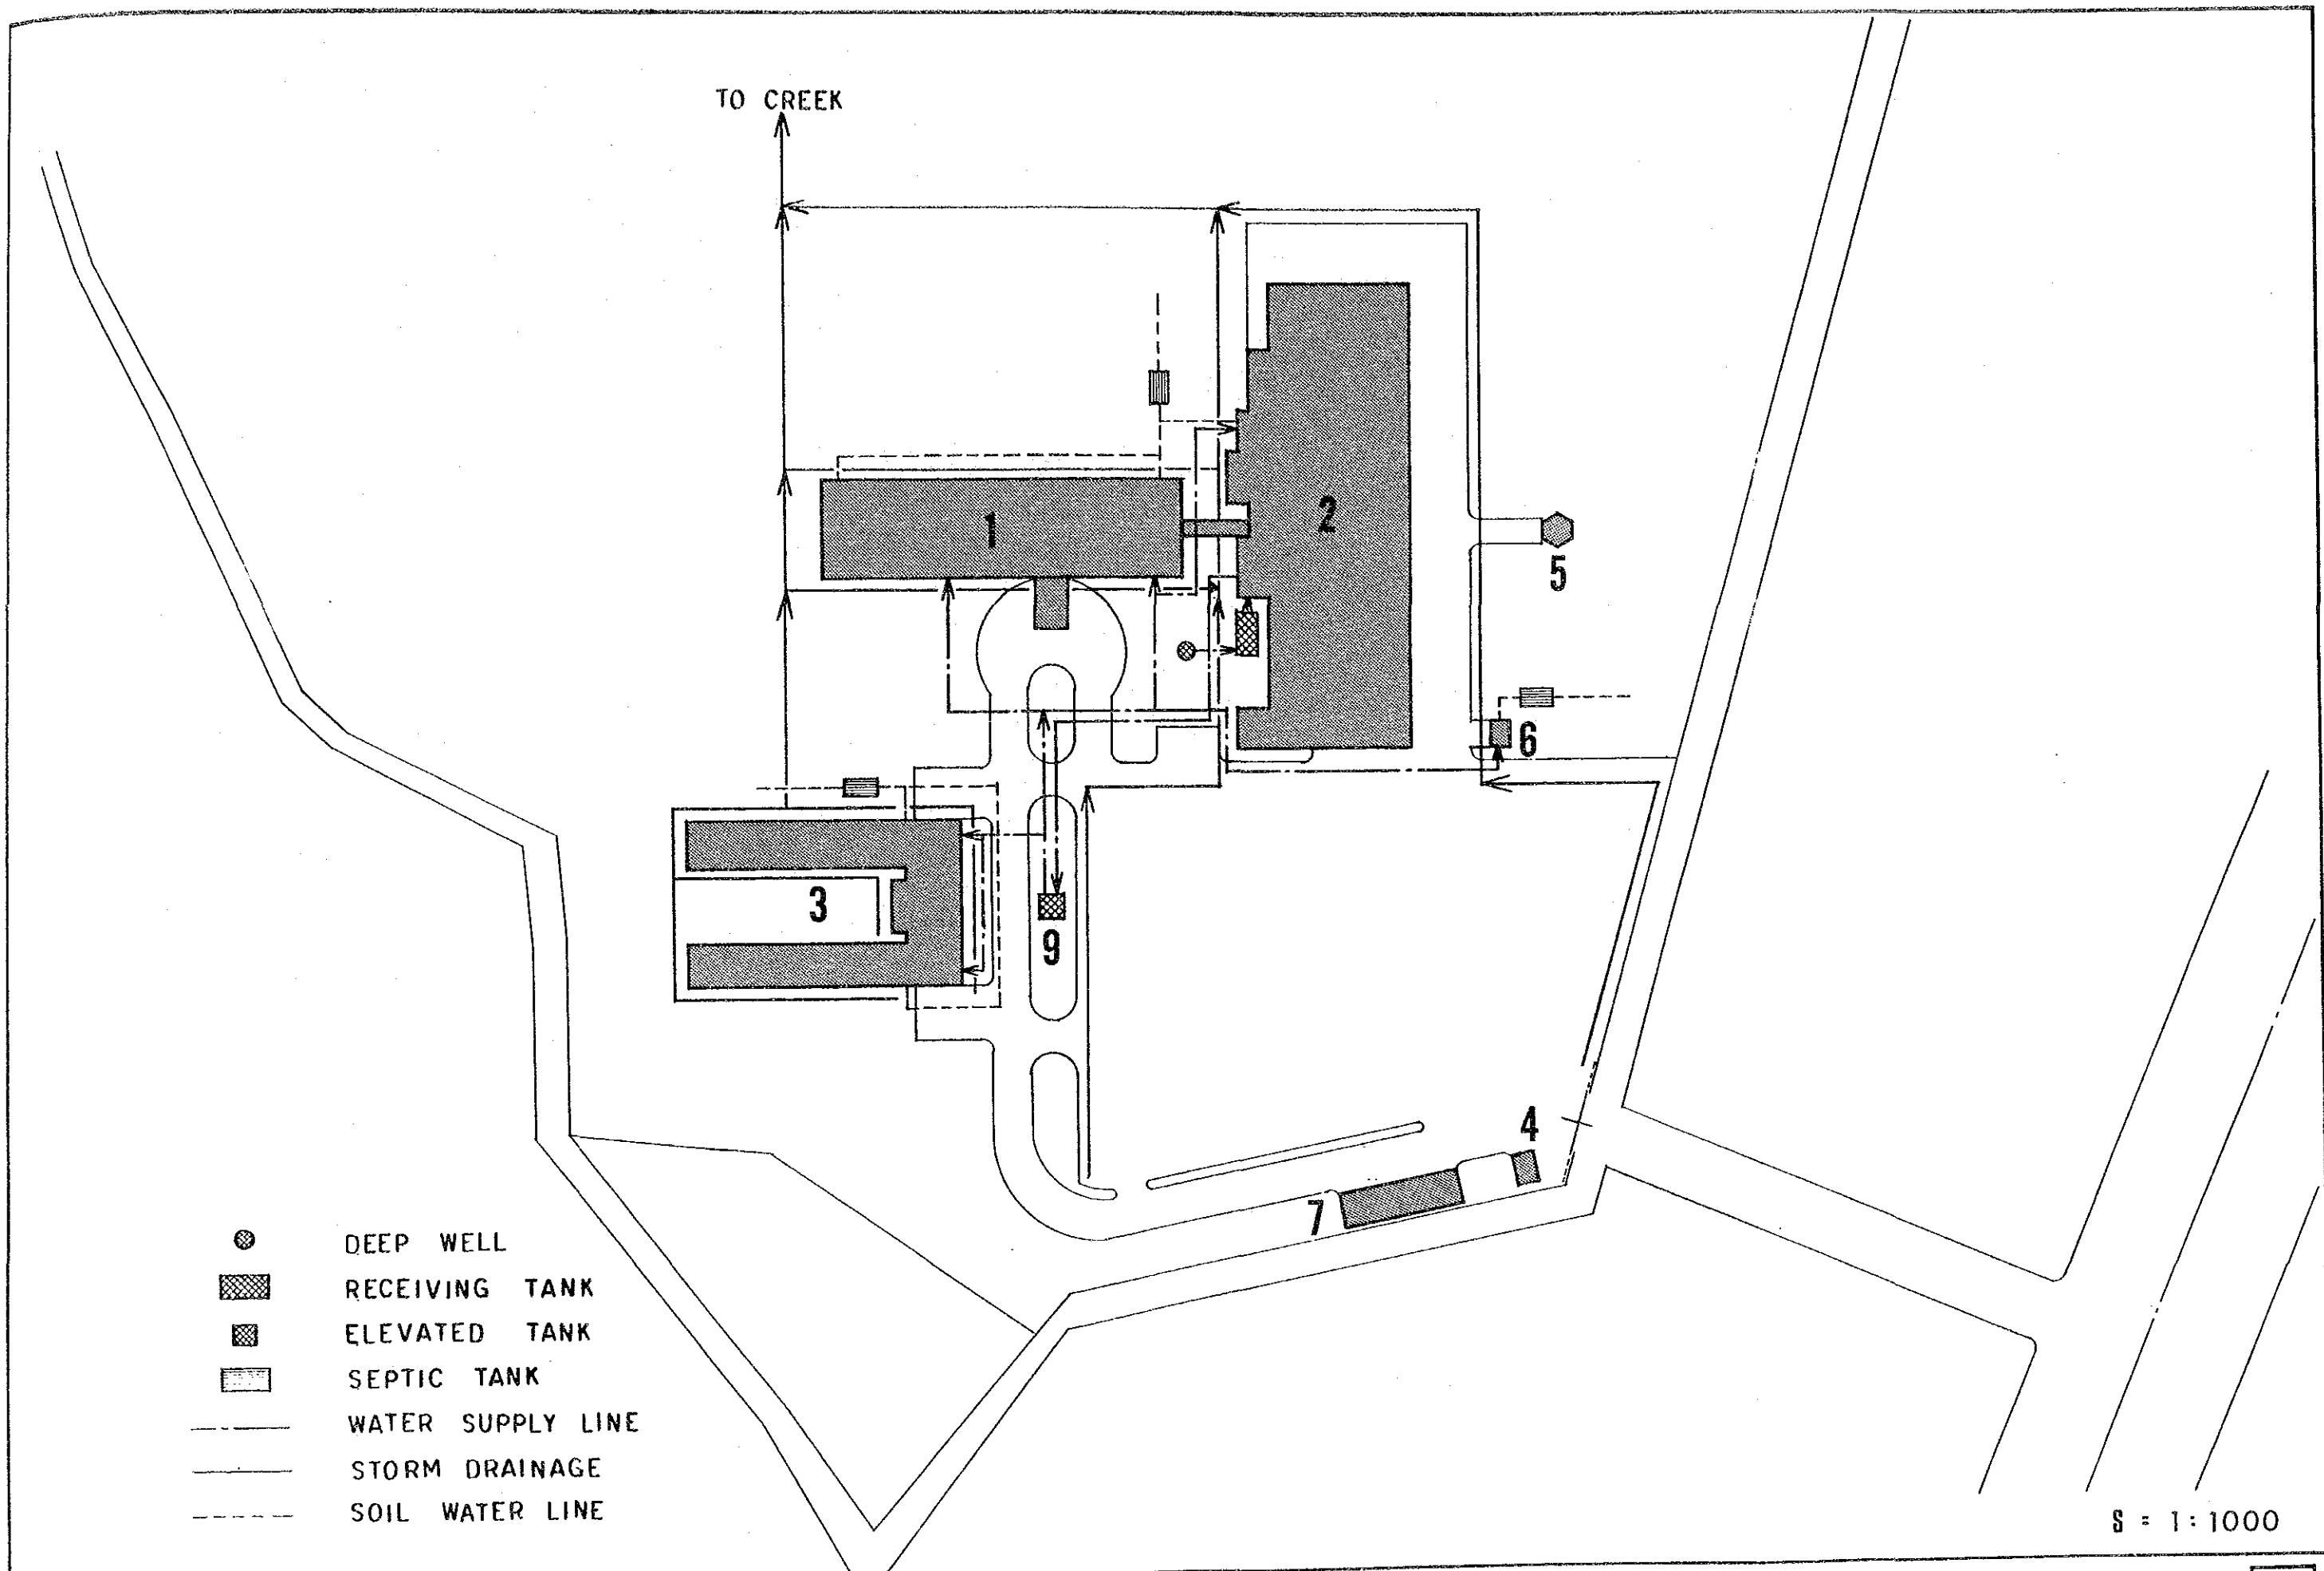 TO CREEK
1
2
5
6
3
9
4
7
DEEP WELL
RECEIVING TANK
ELEVATED TANK
SEPTIC TANK
WATER SUPPLY LINE
STORM DRAINAGE
SOIL WATER LINE
S = 1:1000